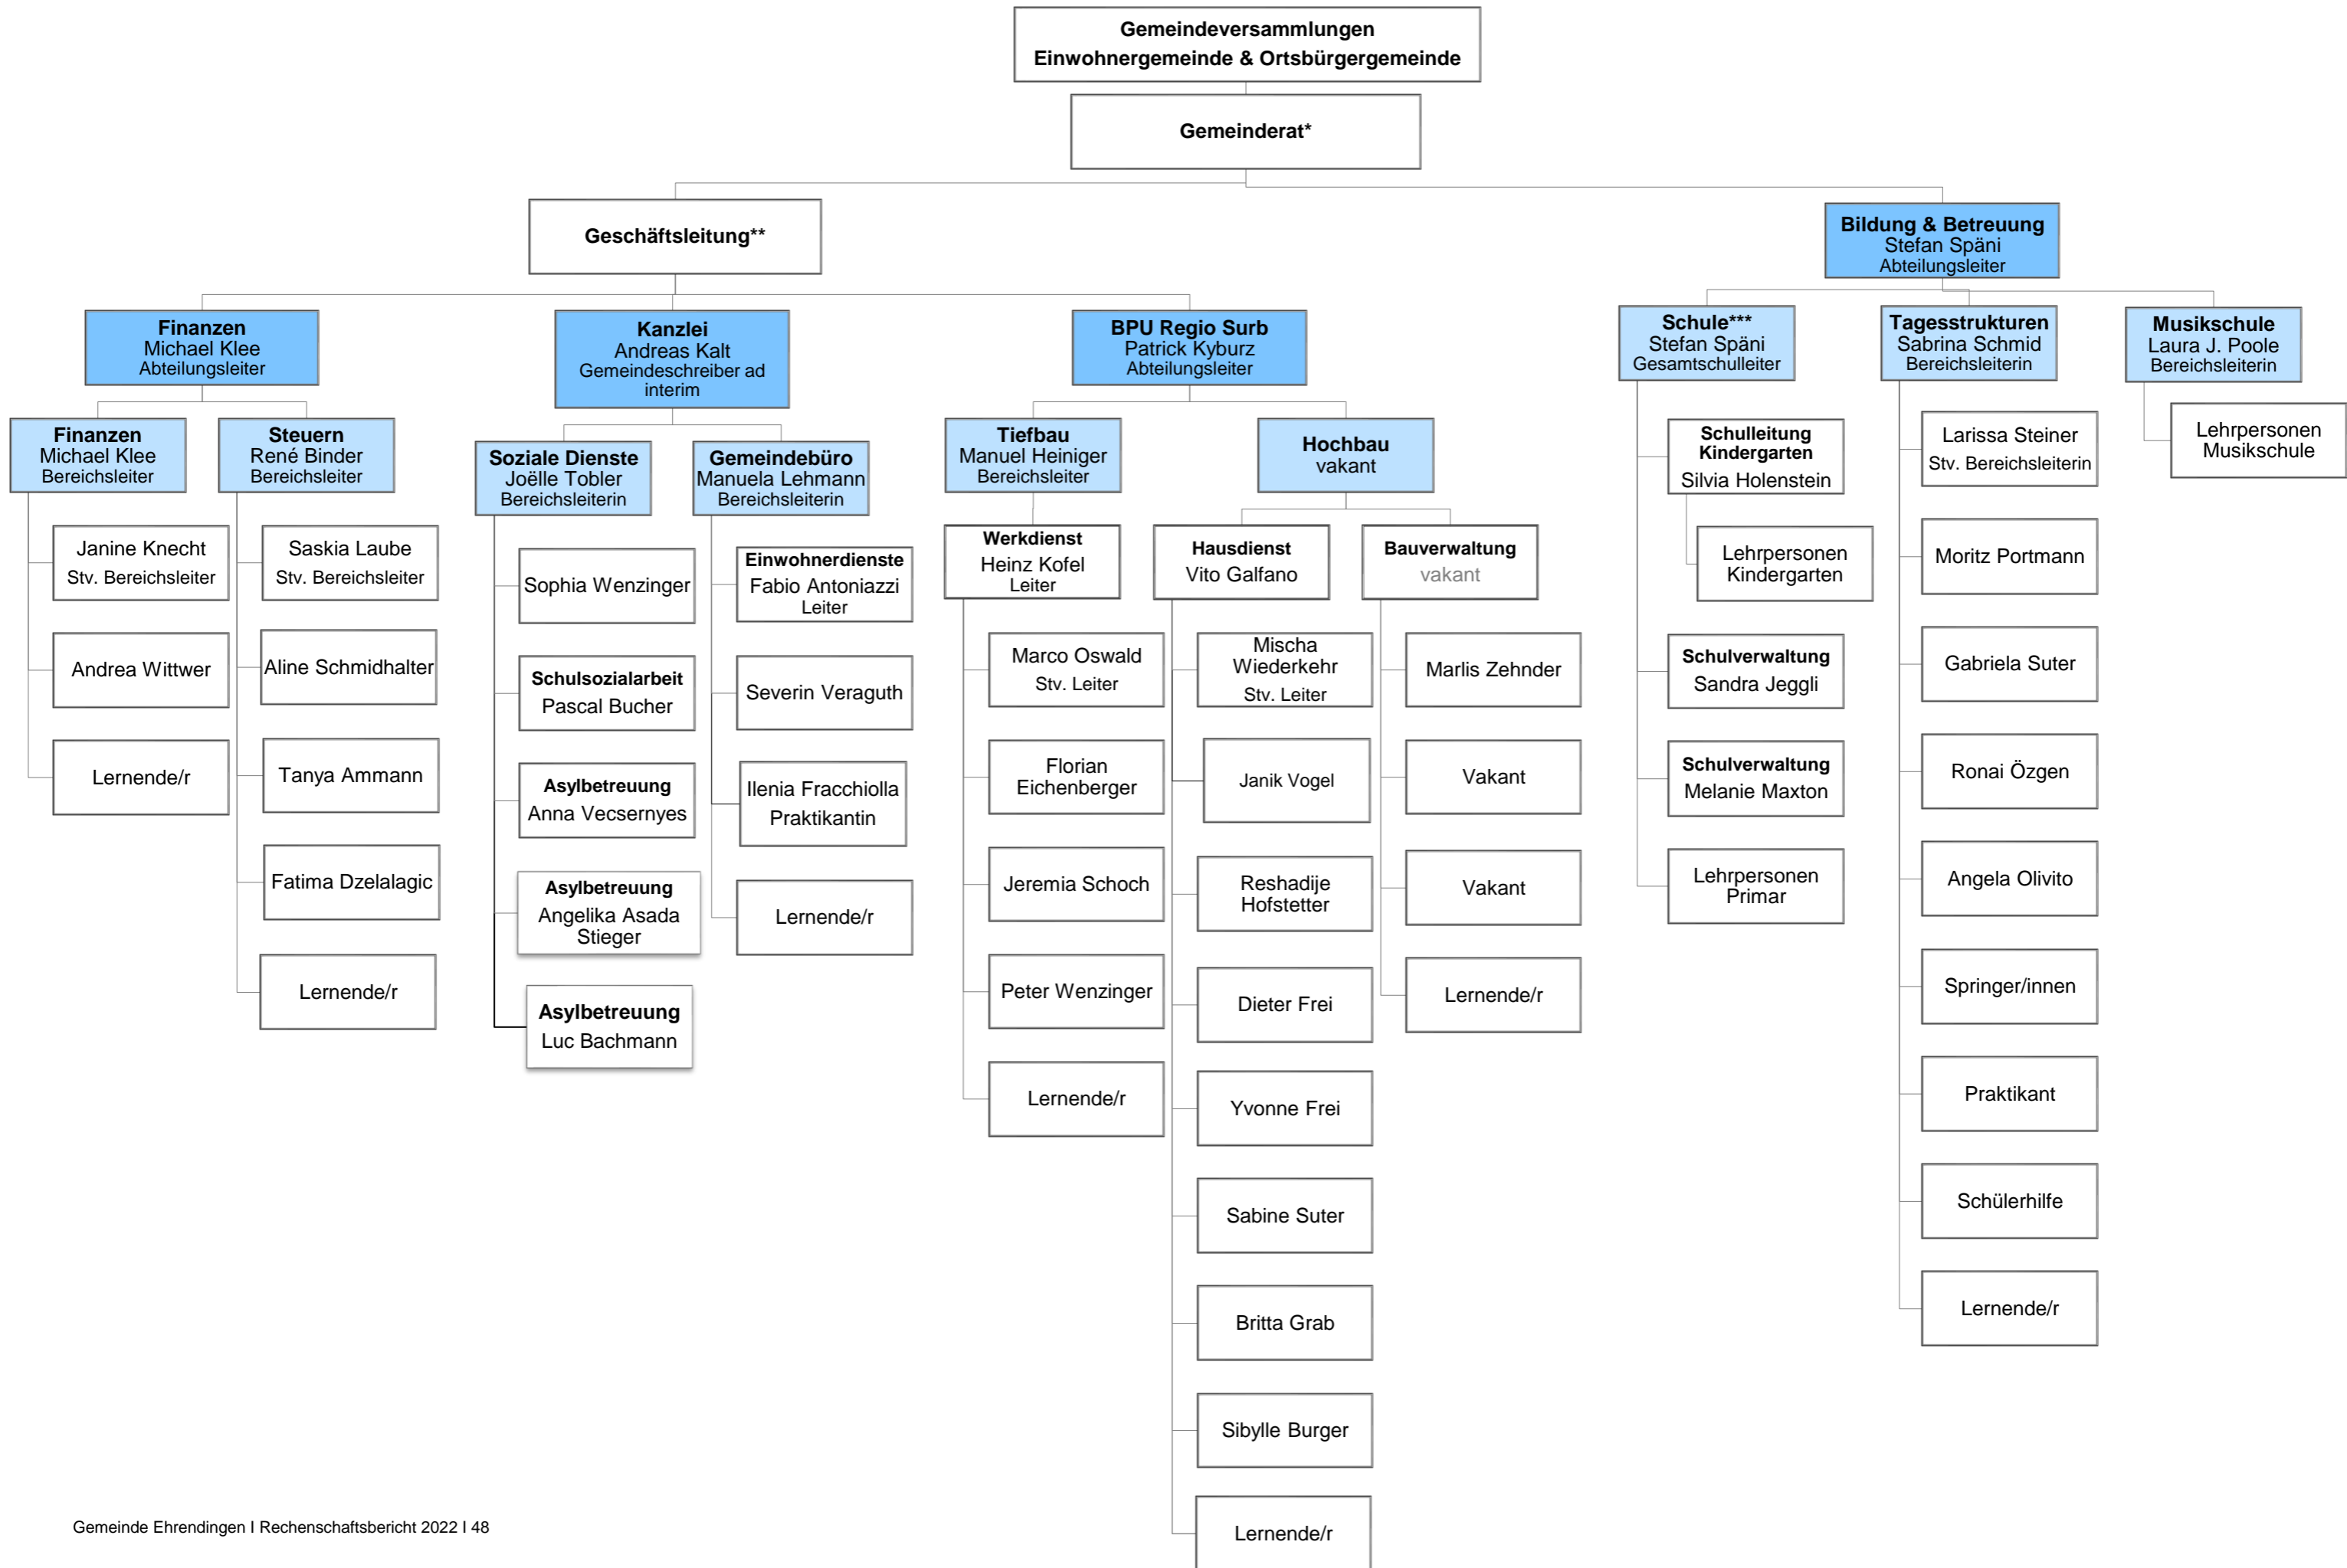 Gemeindeversammlungen
Einwohnergemeinde & Ortsbürgergemeinde
Gemeinderat*
Geschäftsleitung**
Bildung & Betreuung
Stefan Späni
Abteilungsleiter
Finanzen
Michael Klee
Abteilungsleiter
Finanzen
Michael Klee
Bereichsleiter
Janine Knecht
Stv. Bereichsleiter
Andrea Wittwer
Lernende/r
Steuern
René Binder
Bereichsleiter
Saskia Laube
Stv. Bereichsleiter
Aline Schmidhalter
Tanya Ammann
Fatima Dzelalagic
Lernende/r
Kanzlei
Andreas Kalt
Gemeindeschreiber ad
interim
Soziale Dienste
Joëlle Tobler
Bereichsleiterin
Sophia Wenzinger
Schulsozialarbeit
Pascal Bucher
Asylbetreuung
Anna Vecsernyes
Asylbetreuung
Angelika Asada
Stieger
Asylbetreuung
Luc Bachmann
Gemeindebüro
Manuela Lehmann
Bereichsleiterin
Einwohnerdienste
Fabio Antoniazzi
Leiter
Severin Veraguth
Ilenia Fracchiolla
Praktikantin
Lernende/r
BPU Regio Surb
Patrick Kyburz
Abteilungsleiter
Tiefbau
Manuel Heiniger
Bereichsleiter
Werkdienst
Heinz Kofel
Leiter
Marco Oswald
Stv. Leiter
Florian
Eichenberger
Jeremia Schoch
Peter Wenzinger
Lernende/r
Hochbau
vakant
Hausdienst
Vito Galfano
Mischa
Wiederkehr
Stv. Leiter
Janik Vogel
Reshadije
Hofstetter
Dieter Frei
Yvonne Frei
Sabine Suter
Britta Grab
Sibylle Burger
Lernende/r
Bauverwaltung
vakant
Marlis Zehnder
Vakant
Vakant
Lernende/r
Schule***
Stefan Späni
Gesamtschulleiter
Schulleitung
Kindergarten
Silvia Holenstein
Lehrpersonen
Kindergarten
Schulverwaltung
Sandra Jeggli
Schulverwaltung
Melanie Maxton
Lehrpersonen
Primar
Tagesstrukturen
Sabrina Schmid
Bereichsleiterin
Larissa Steiner
Stv. Bereichsleiterin
Moritz Portmann
Gabriela Suter
Ronai Özgen
Angela Olivito
Springer/innen
Praktikant
Schülerhilfe
Lernende/r
Musikschule
Laura J. Poole
Bereichsleiterin
Lehrpersonen
Musikschule
Gemeinde Ehrendingen I Rechenschaftsbericht 2022 I 48